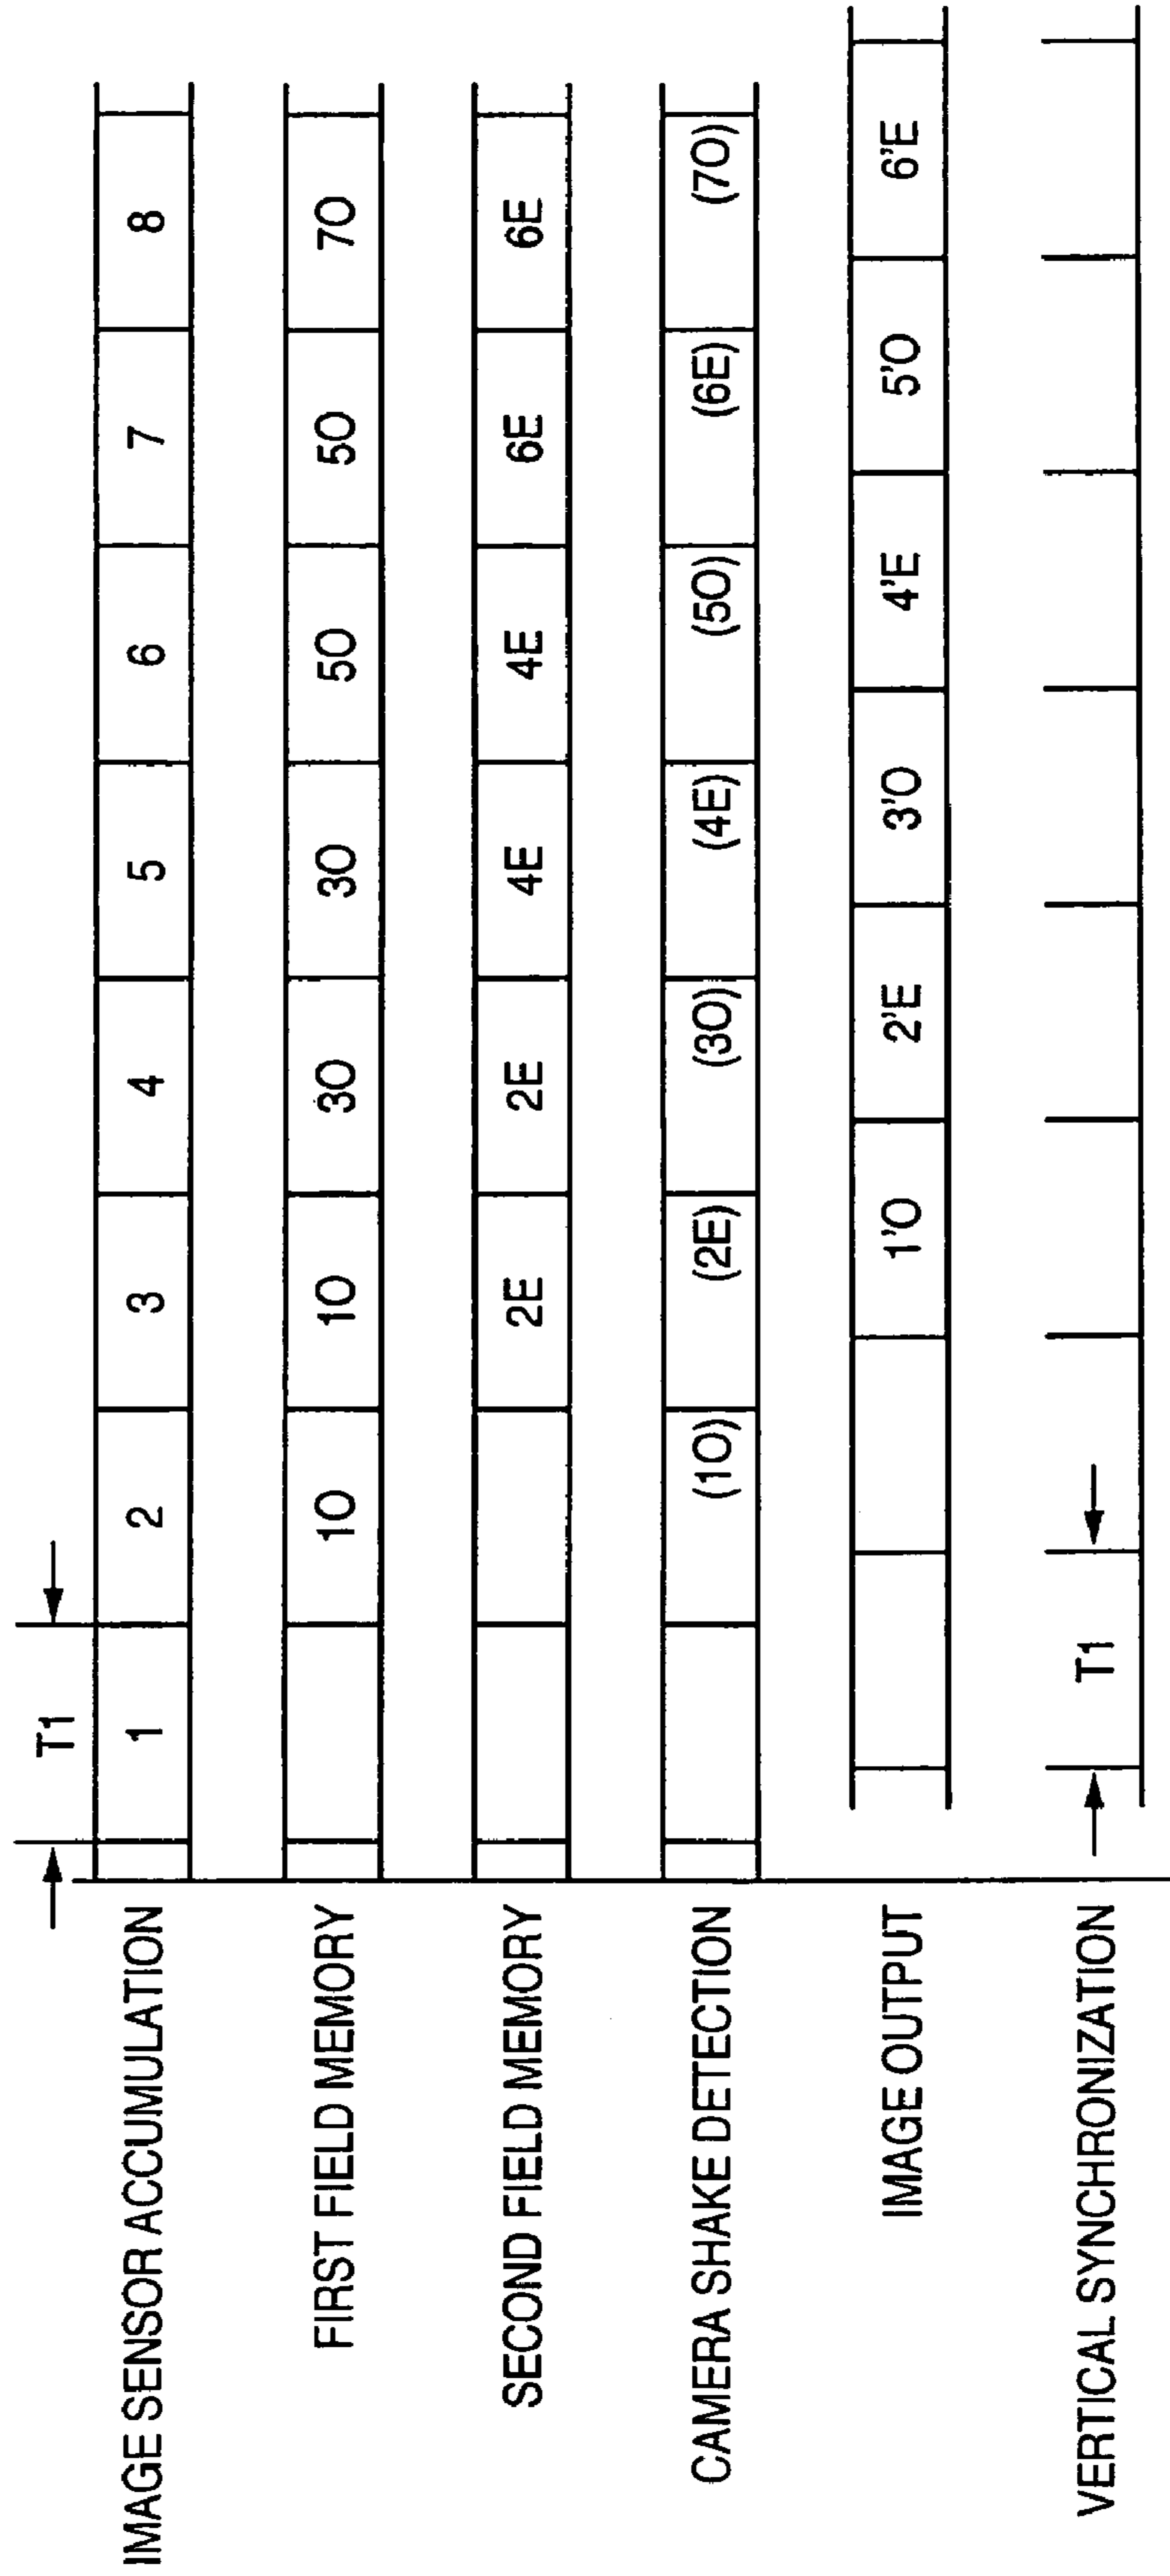 T1
IMAGE SENSOR ACCUMULATION 1 2 3 4 5 6 7 8
FIRST FIELD MEMORY 1O 1O 3O 3O 5O 5O 7O
SECOND FIELD MEMORY 2E 2E 4E 4E 6E 6E
CAMERA SHAKE DETECTION (1O) (2E) (3O) (4E) (5O) (6E) (7O)
IMAGE OUTPUT 1'O 2'E 3'O 4'E 5'O 6'E
VERTICAL SYNCHRONIZATION T1